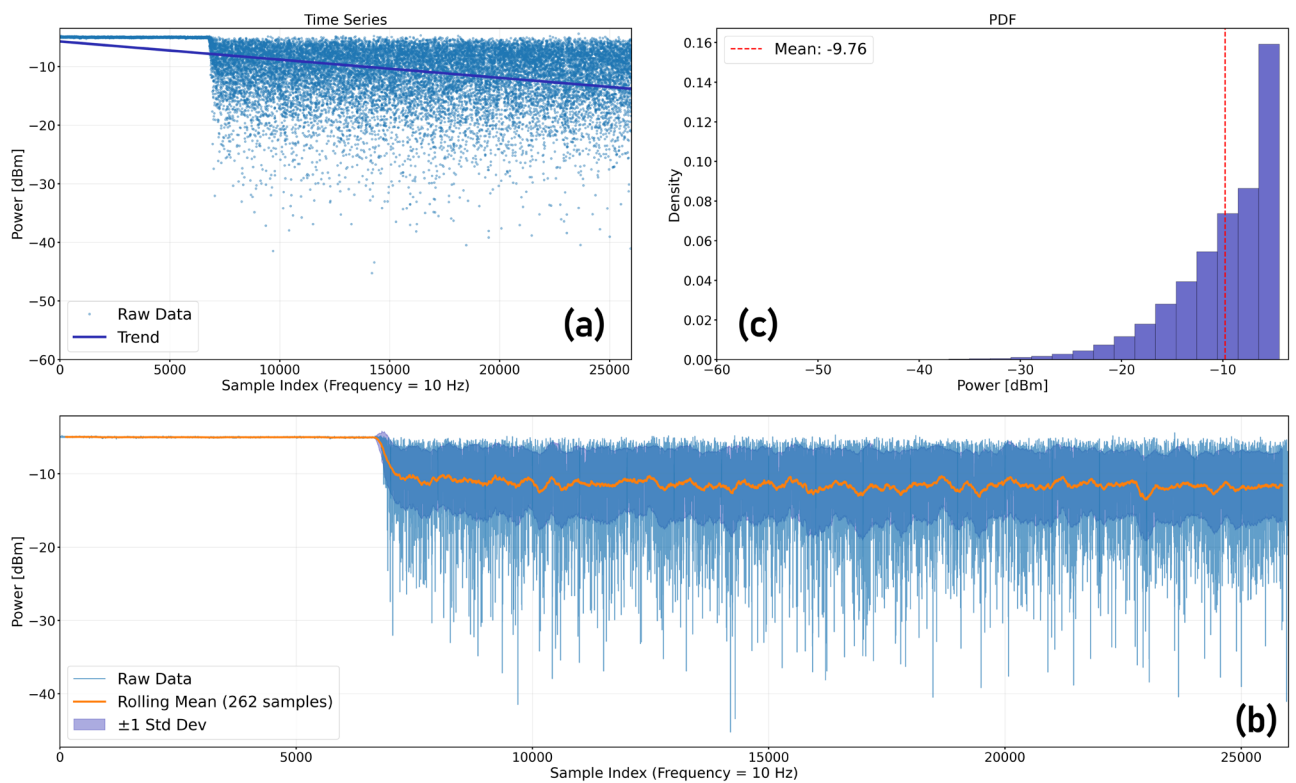 Time Series
Power [dBm]
−10
−20
−30
−40
−50
−60
Raw Data
Trend
(a)
0
5000
10000
15000
20000
25000
Sample Index (Frequency = 10 Hz)
PDF
Density
0.16
0.14
0.12
0.10
0.08
0.06
0.04
0.02
0.00
Mean: -9.76
(c)
−60
−50
−40
−30
−20
−10
Power [dBm]
Power [dBm]
−10
−20
−30
−40
Raw Data
Rolling Mean (262 samples)
±1 Std Dev
(b)
0
5000
10000
15000
20000
25000
Sample Index (Frequency = 10 Hz)